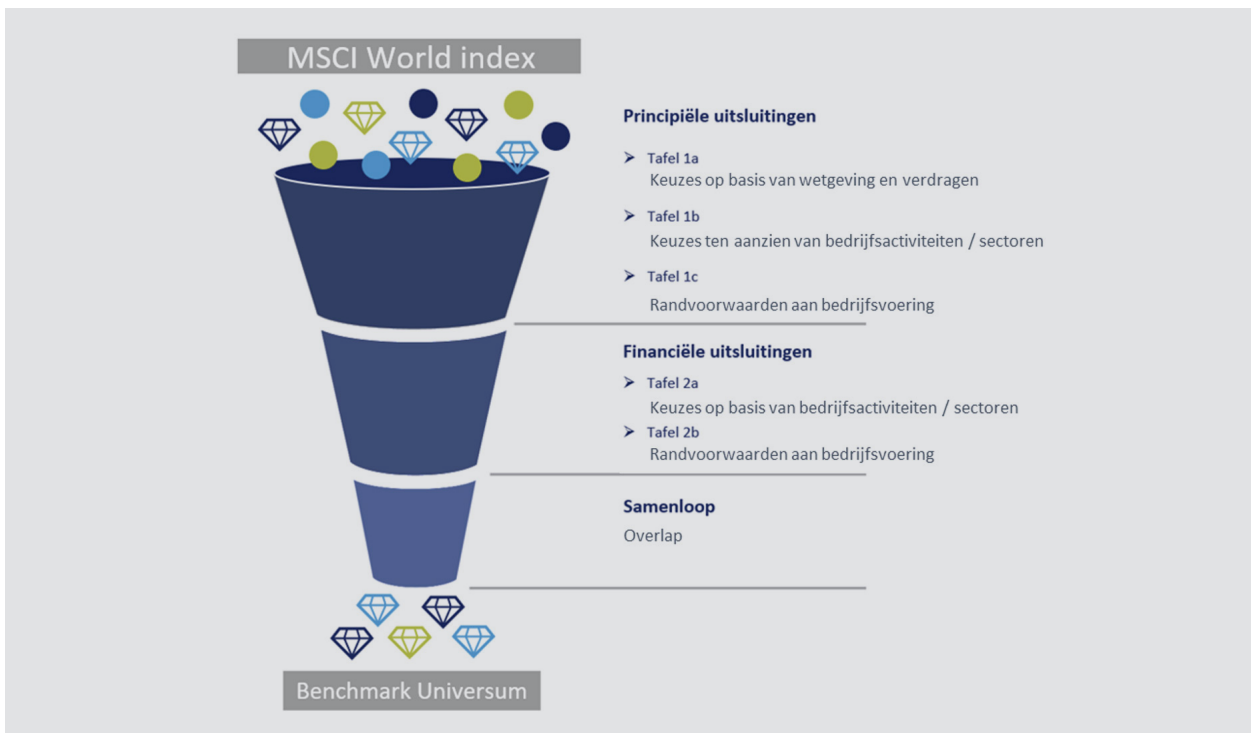 MSCI World index
Principiële uitsluitingen
➤ Tafel 1a
Keuzes op basis van wetgeving en verdragen
➤ Tafel 1b
Keuzes ten aanzien van bedrijfsactiviteiten / sectoren
➤ Tafel 1c
Randvoorwaarden aan bedrijfsvoering
Financiële uitsluitingen
➤ Tafel 2a
Keuzes op basis van bedrijfsactiviteiten / sectoren
➤ Tafel 2b
Randvoorwaarden aan bedrijfsvoering
Samenloop
Overlap
Benchmark Universum